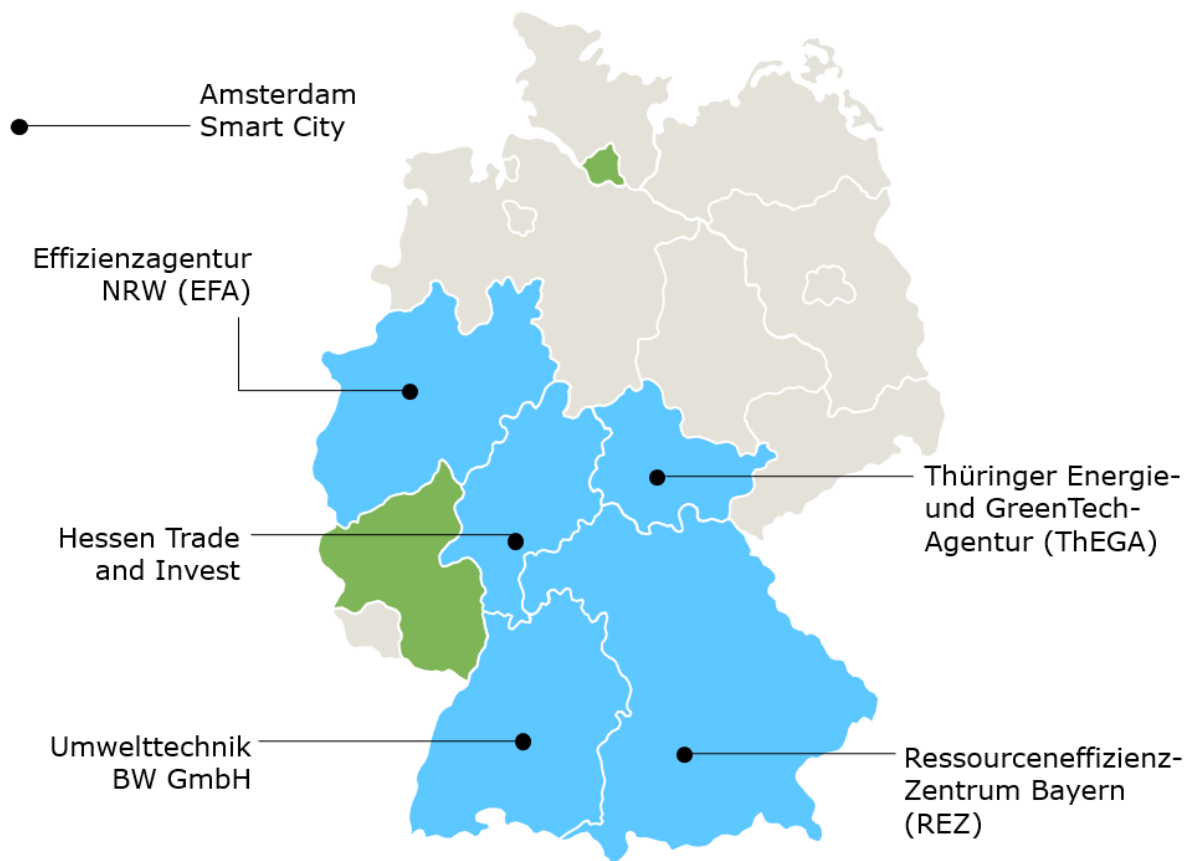 Amsterdam
Smart City
Effizienzagentur
NRW (EFA)
Thüringer Energie-
und GreenTech-
Agentur (ThEGA)
Hessen Trade
and Invest
Umwelttechnik
BW GmbH
Ressourceneffizienz-
Zentrum Bayern
(REZ)